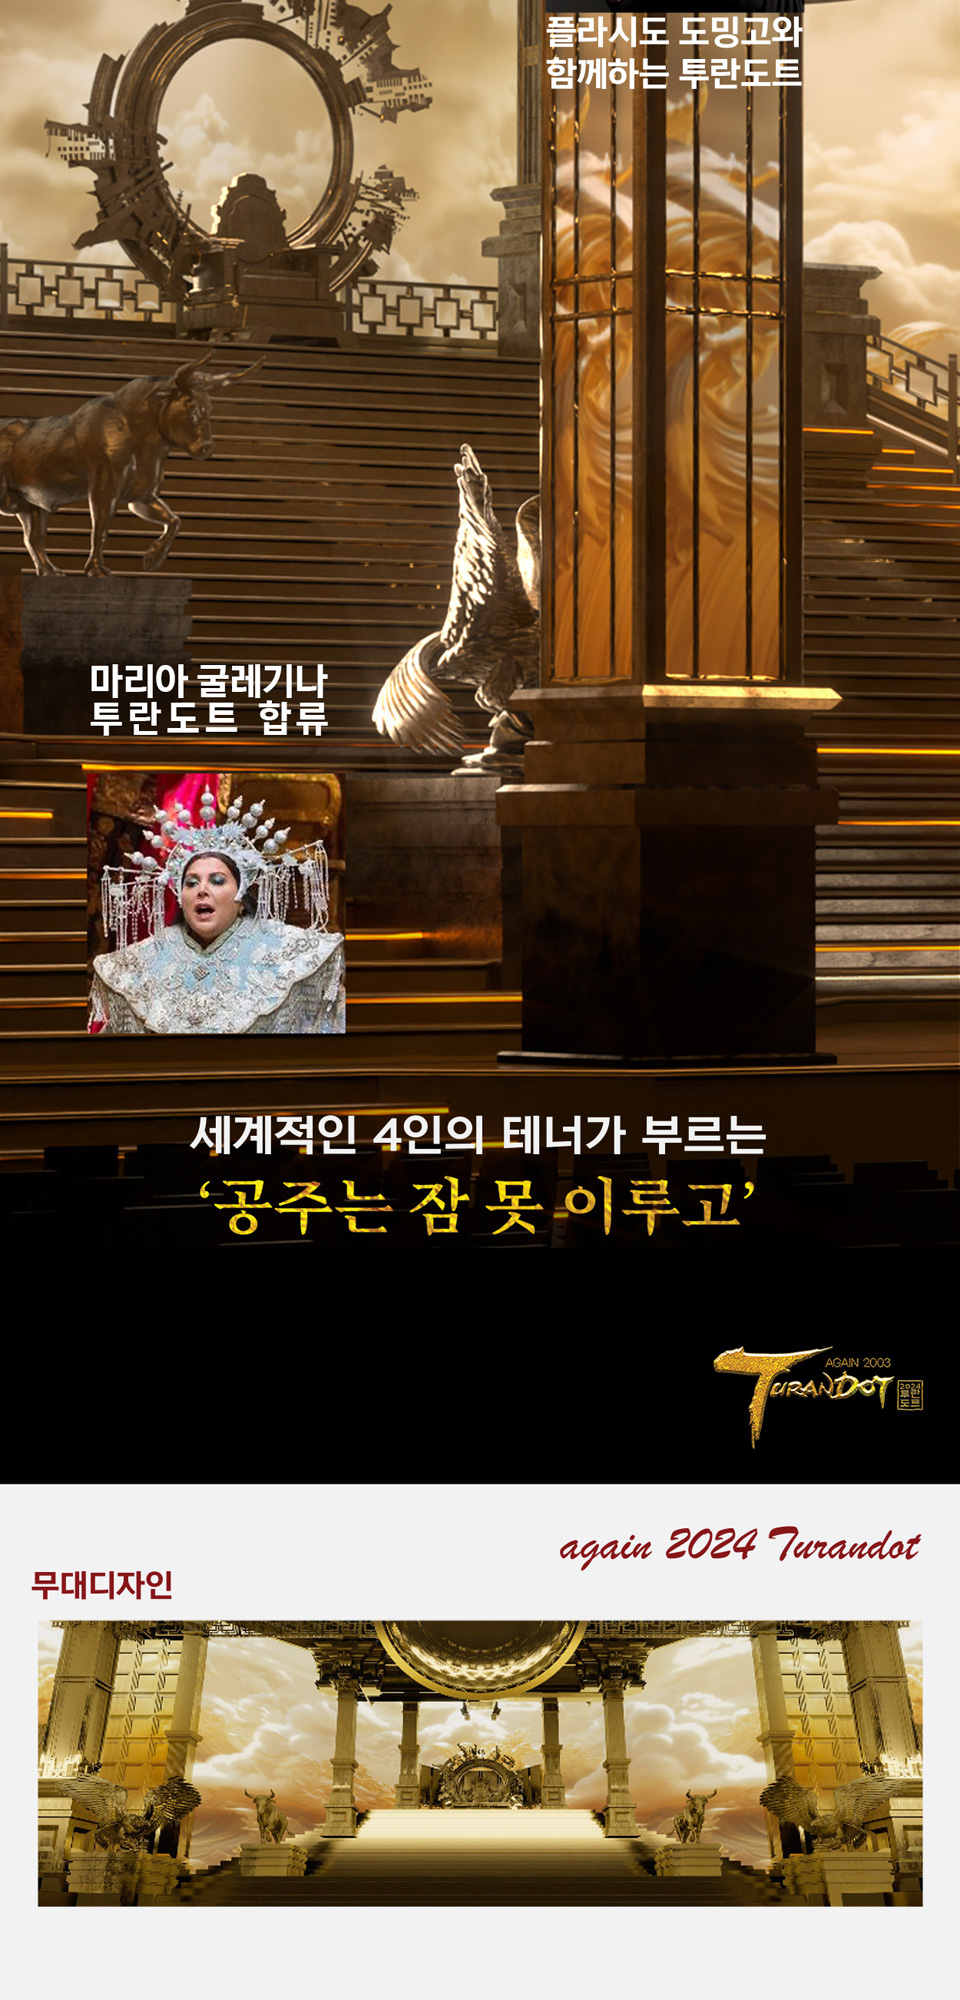 플라시도 도밍고와
함께하는 투란도트
마리아 굴레기나
투란도트 합류
세계적인 4인의 테너가 부르는
‘공주는 잠 못 이루고’
AGAIN 2003
TURANDOT
2024
투란
도트
again 2024 Turandot
무대디자인